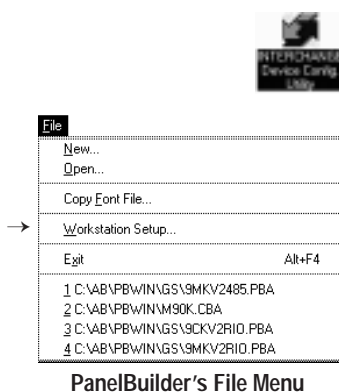 INTERCHANGE
Device Config.
Utility
File
New...
Open...
Copy Font File...
→ Workstation Setup...
Exit Alt+F4
1 C:\AB\PBWIN\GS\9MKV2485.PBA
2 C:\AB\PBWIN\M90K.CBA
3 C:\AB\PBWIN\GS\9CKV2RIO.PBA
4 C:\AB\PBWIN\GS\9MKV2RIO.PBA
PanelBuilder's File Menu